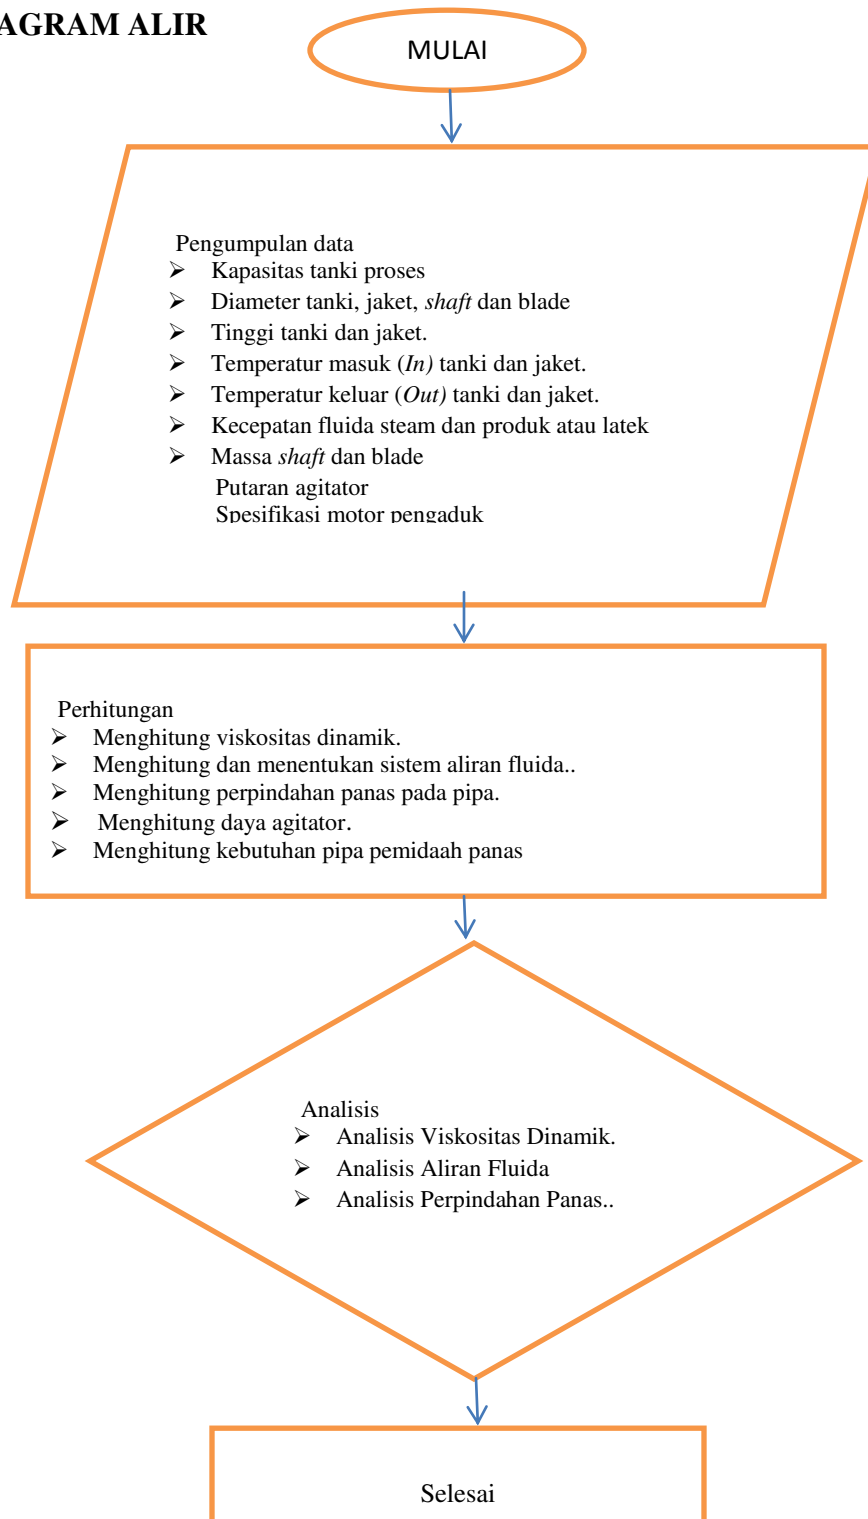 AGRAM ALIR
MULAI
Pengumpulan data
➢ Kapasitas tanki proses
➢ Diameter tanki, jaket, shaft dan blade
➢ Tinggi tanki dan jaket.
➢ Temperatur masuk (In) tanki dan jaket.
➢ Temperatur keluar (Out) tanki dan jaket.
➢ Kecepatan fluida steam dan produk atau latek
➢ Massa shaft dan blade
Putaran agitator
Spesifikasi motor pengaduk
Perhitungan
➢ Menghitung viskositas dinamik.
➢ Menghitung dan menentukan sistem aliran fluida..
➢ Menghitung perpindahan panas pada pipa.
➢ Menghitung daya agitator.
➢ Menghitung kebutuhan pipa pemidaah panas
Analisis
➢ Analisis Viskositas Dinamik.
➢ Analisis Aliran Fluida
➢ Analisis Perpindahan Panas..
Selesai